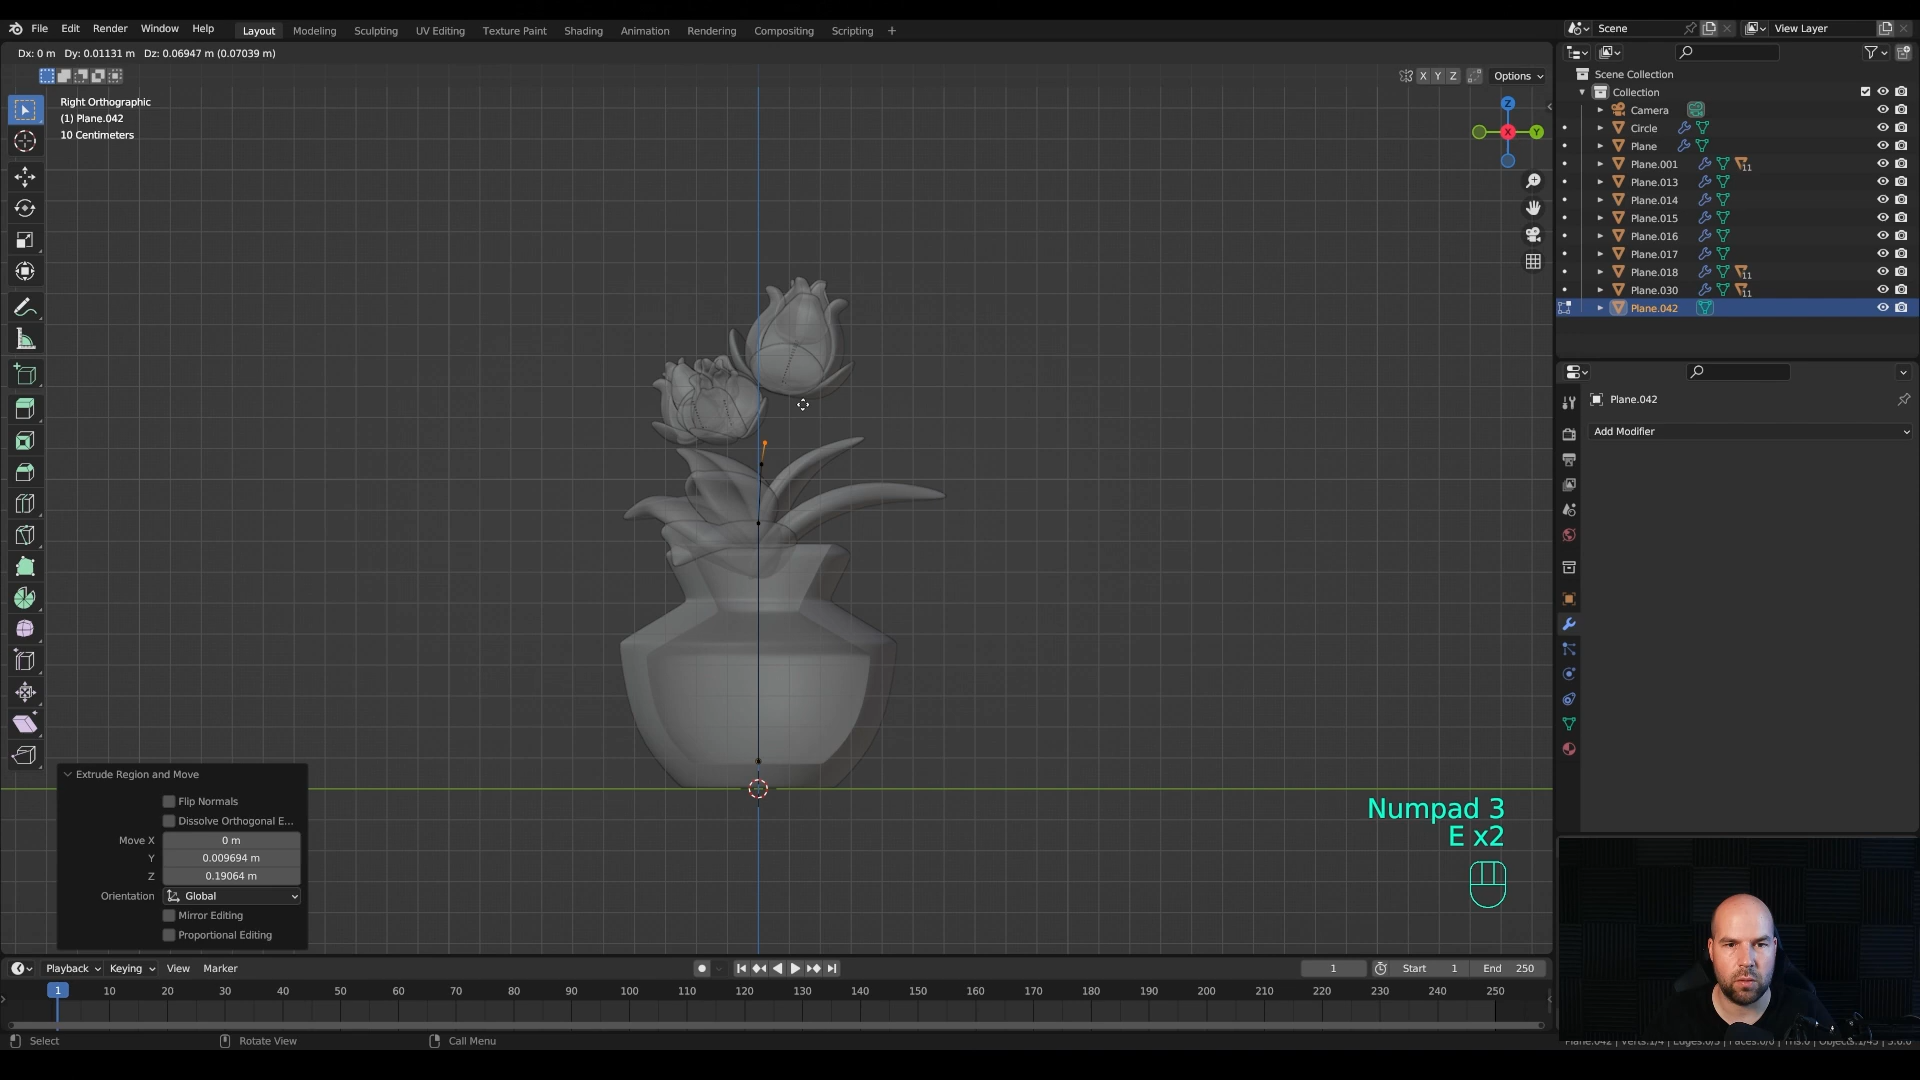 File Edit Render Window Help
Layout Modeling Sculpting UV Editing Texture Paint Shading Animation Rendering Compositing Scripting +
Scene
View Layer
Dx: 0 m Dy: 0.01131 m Dz: 0.06947 m (0.07039 m)
X Y Z Options
Right Orthographic
(1) Plane.042
10 Centimeters
Z
X
Y
Scene Collection
Collection
Camera
Circle
Plane
Plane.001 11
Plane.013
Plane.014
Plane.015
Plane.016
Plane.017
Plane.018 11
Plane.030 11
Plane.042
Plane.042
Add Modifier
Extrude Region and Move
Flip Normals
Dissolve Orthogonal E...
Move X 0 m
Y 0.009694 m
Z 0.19064 m
Orientation Global
Mirror Editing
Proportional Editing
Numpad 3
E x2
Playback Keying View Marker
1 Start 1 End 250
1 10 20 30 40 50 60 70 80 90 100 110 120 130 140 150 160 170 180 190 200 210 220 230 240 250
Select Rotate View Call Menu